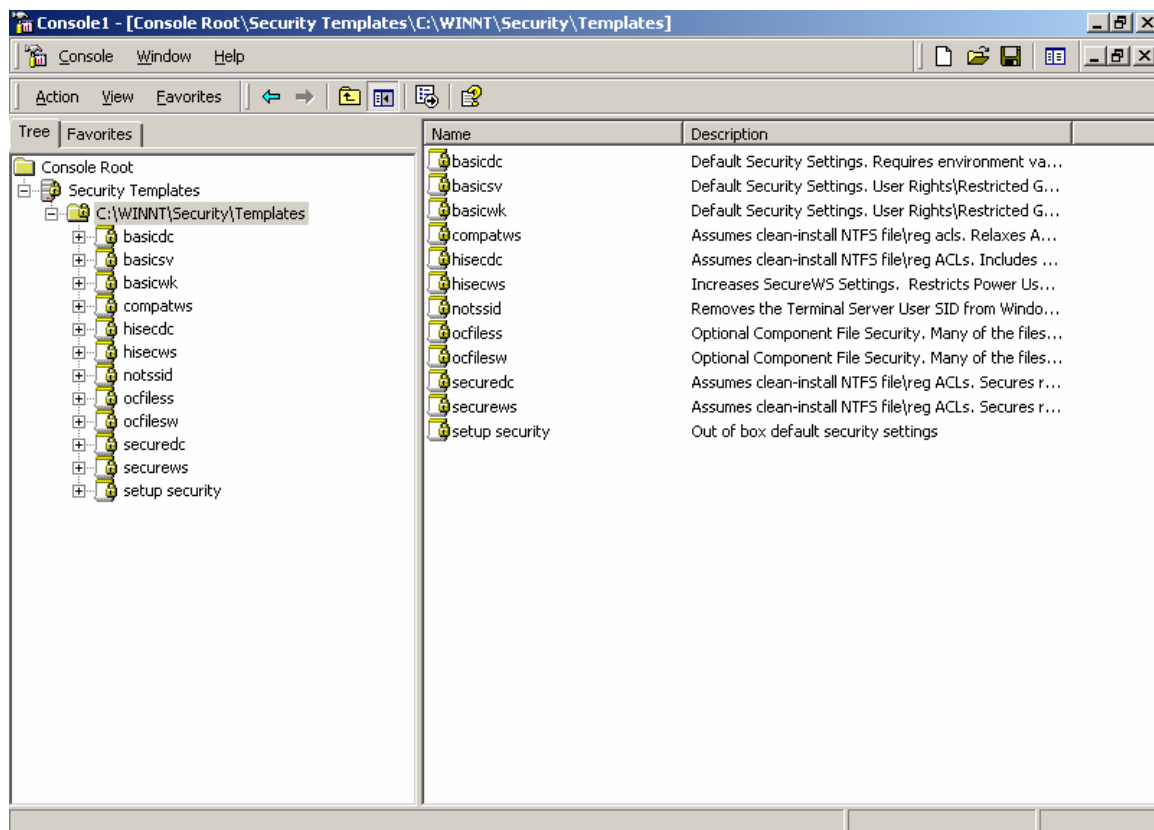 Console1 - [Console Root\Security Templates\C:\WINNT\Security\Templates]
Console Window Help
Action View Favorites
Tree Favorites
Console Root
Security Templates
C:\WINNT\Security\Templates
basicdc
basicsv
basicwk
compatws
hisecdc
hisecws
notssid
ocfiless
ocfilesw
securedc
securews
setup security
Name Description
basicdc Default Security Settings. Requires environment va...
basicsv Default Security Settings. User Rights\Restricted G...
basicwk Default Security Settings. User Rights\Restricted G...
compatws Assumes clean-install NTFS file\reg acls. Relaxes A...
hisecdc Assumes clean-install NTFS file\reg ACLs. Includes ...
hisecws Increases SecureWS Settings. Restricts Power Us...
notssid Removes the Terminal Server User SID from Windo...
ocfiless Optional Component File Security. Many of the files...
ocfilesw Optional Component File Security. Many of the files...
securedc Assumes clean-install NTFS file\reg ACLs. Secures r...
securews Assumes clean-install NTFS file\reg ACLs. Secures r...
setup security Out of box default security settings